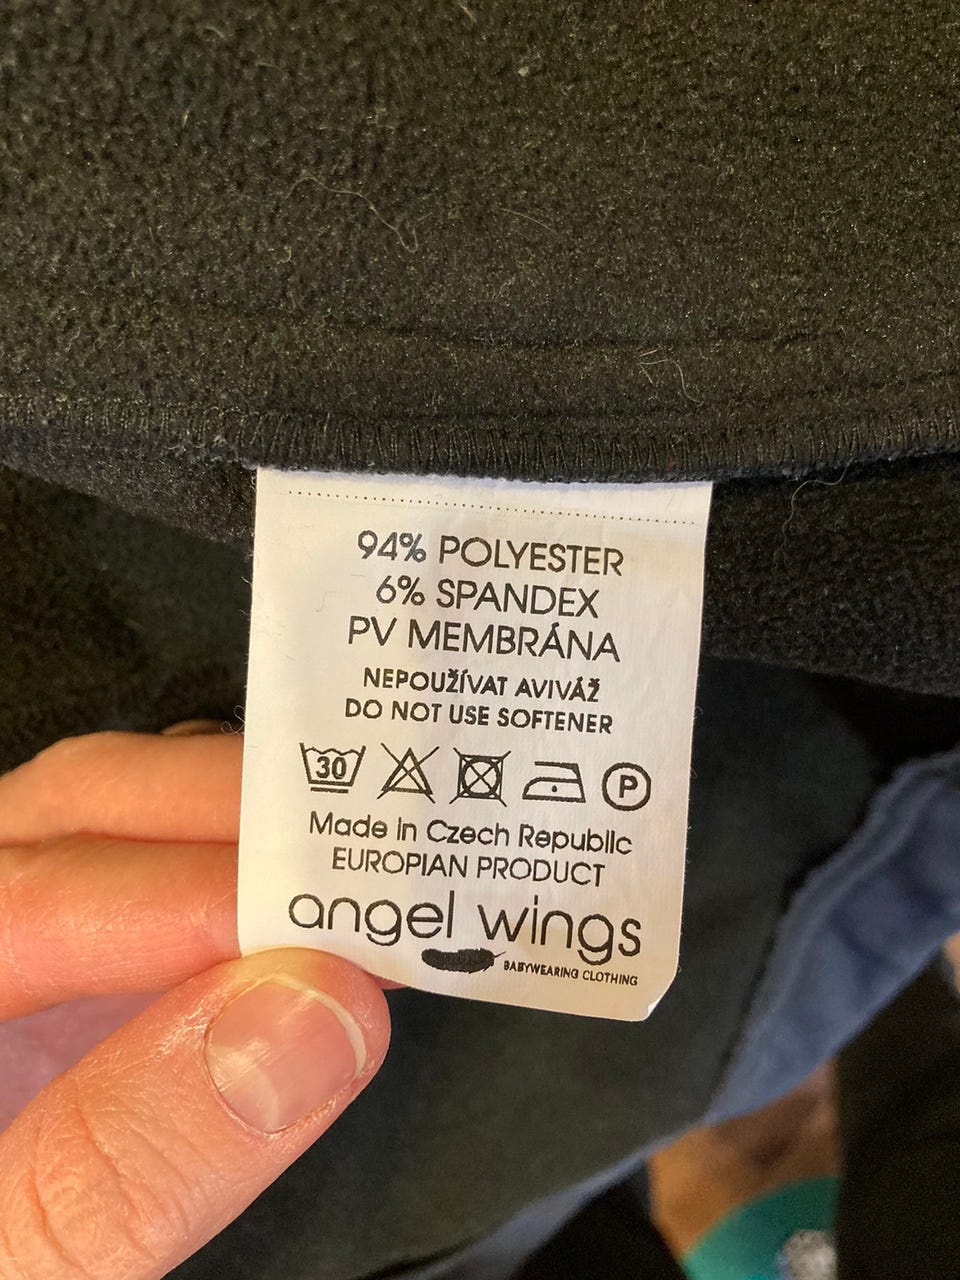 94% POLYESTER
6% SPANDEX
PV MEMBRÁNA
NEPOUŽÍVAT AVIVÁŽ
DO NOT USE SOFTENER
30 P
Made in Czech Republic
EUROPIAN PRODUCT
angel wings
BABYWEARING CLOTHING